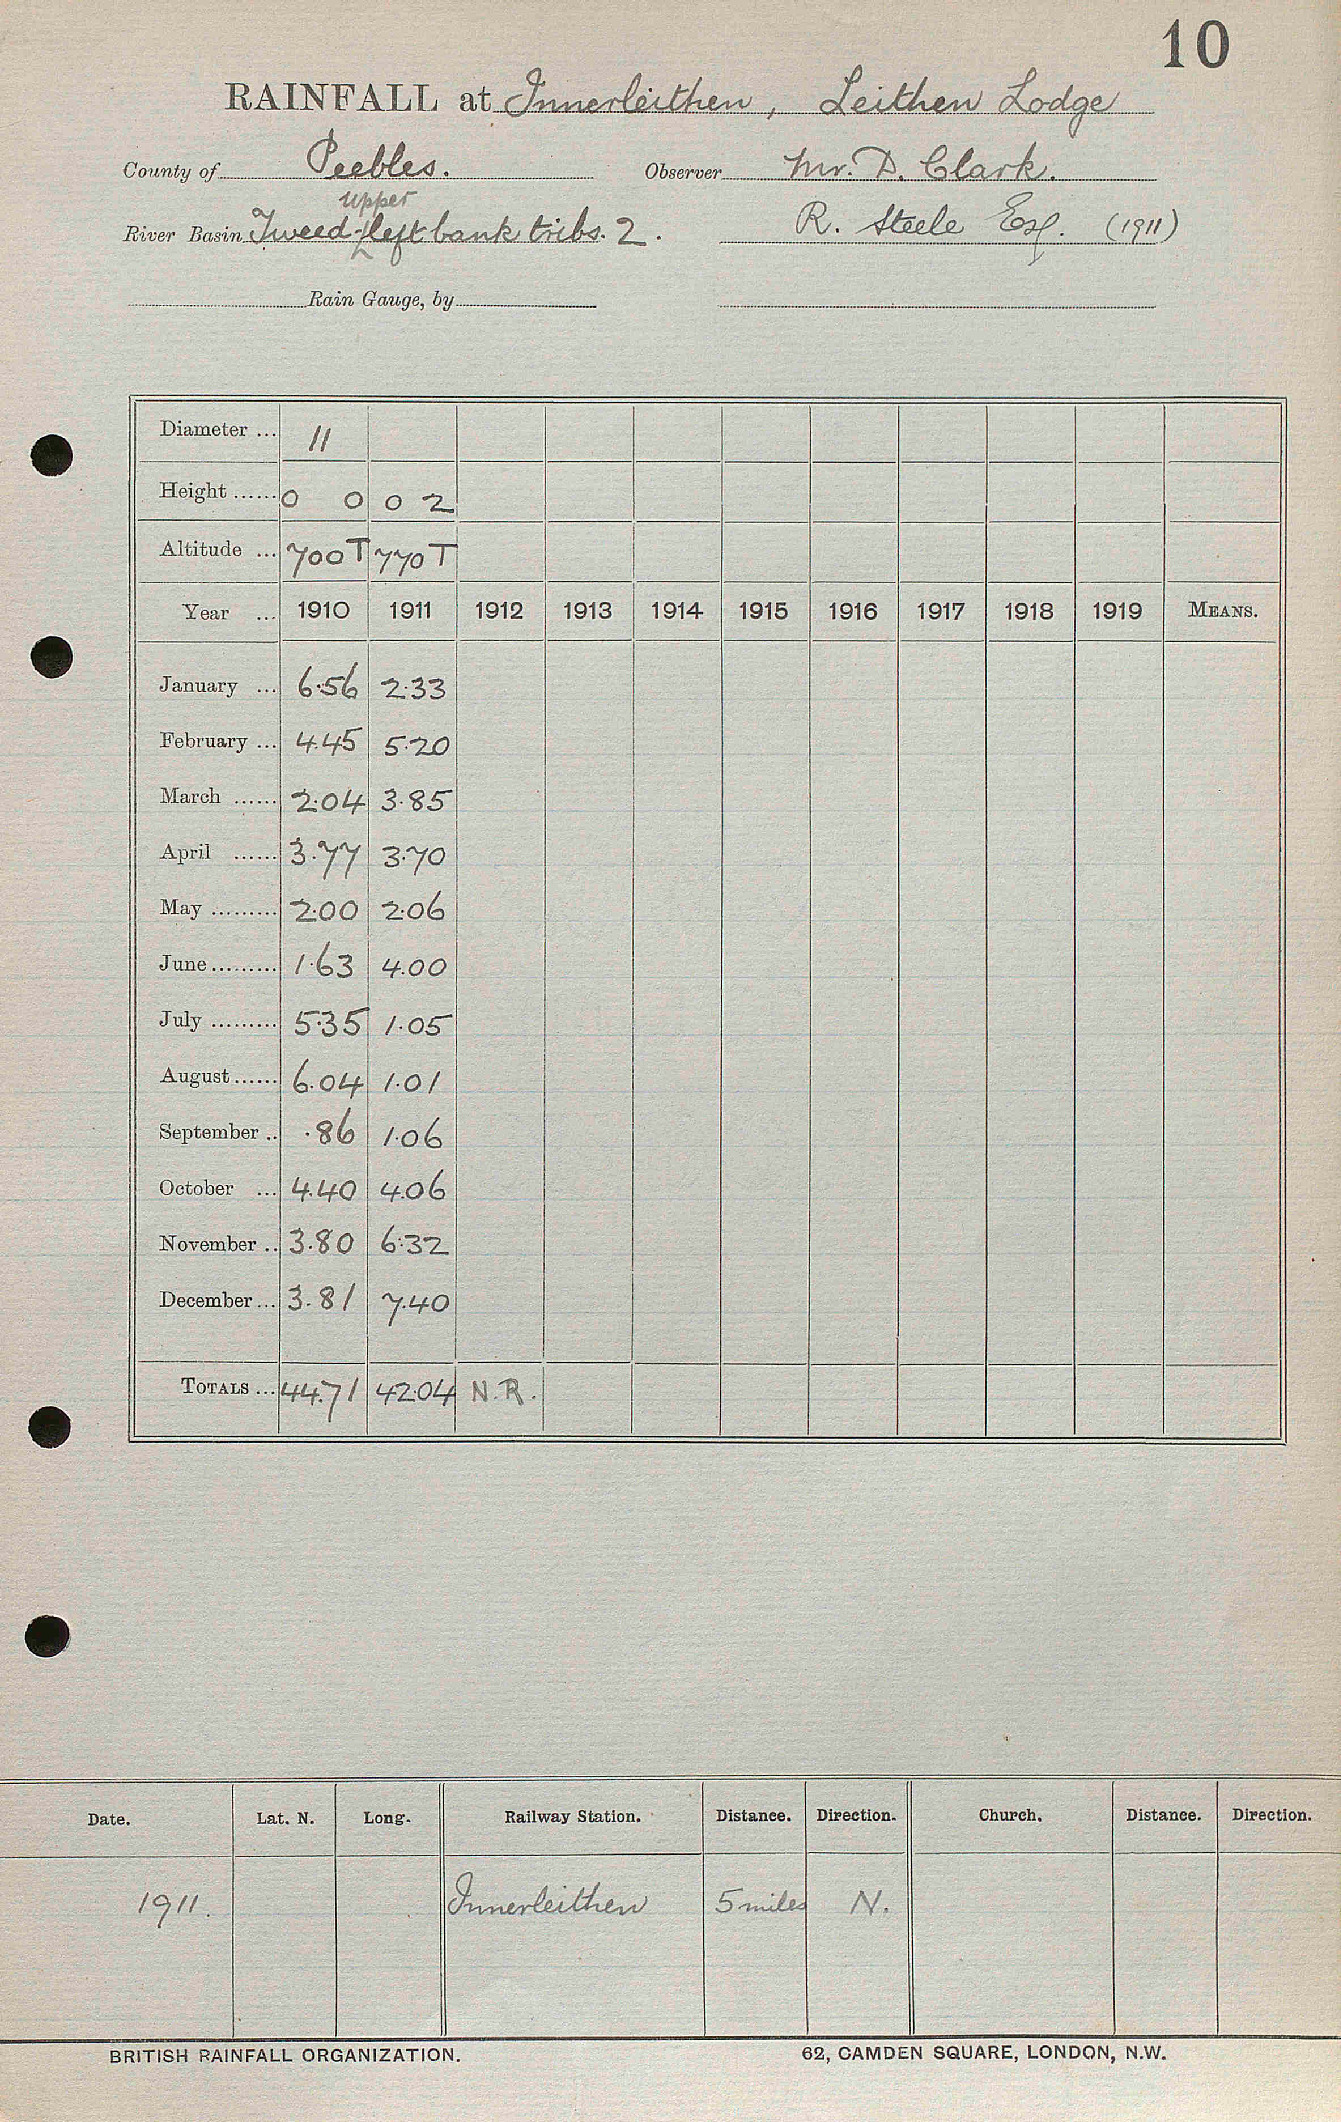 10
RAINFALL at Innerleithen, Leithen Lodge
County of Peebles. Observer Mr. D. Clark.
upper
River Basin Tweed-left bank tribs. 2. R. Steele Esq. (1911)
Rain Gauge, by
Diameter ... 11
Height ...... 0 0 0 2
Altitude ... 700T 770T
Year ... 1910 1911 1912 1913 1914 1915 1916 1917 1918 1919 MEANS.
January ... 6.56 2.33
February ... 4.45 5.20
March ...... 2.04 3.85
April ...... 3.77 3.70
May ......... 2.00 2.06
June ......... 1.63 4.00
July ......... 5.35 1.05
August ...... 6.04 1.01
September .. .86 1.06
October ... 4.40 4.06
November .. 3.80 6.32
December ... 3.81 7.40
TOTALS ... 44.71 42.04 N.R.
Date. Lat. N. Long. Railway Station. Distance. Direction. Church. Distance. Direction.
1911. Innerleithen 5 miles N.
BRITISH RAINFALL ORGANIZATION. 62, CAMDEN SQUARE, LONDON, N.W.